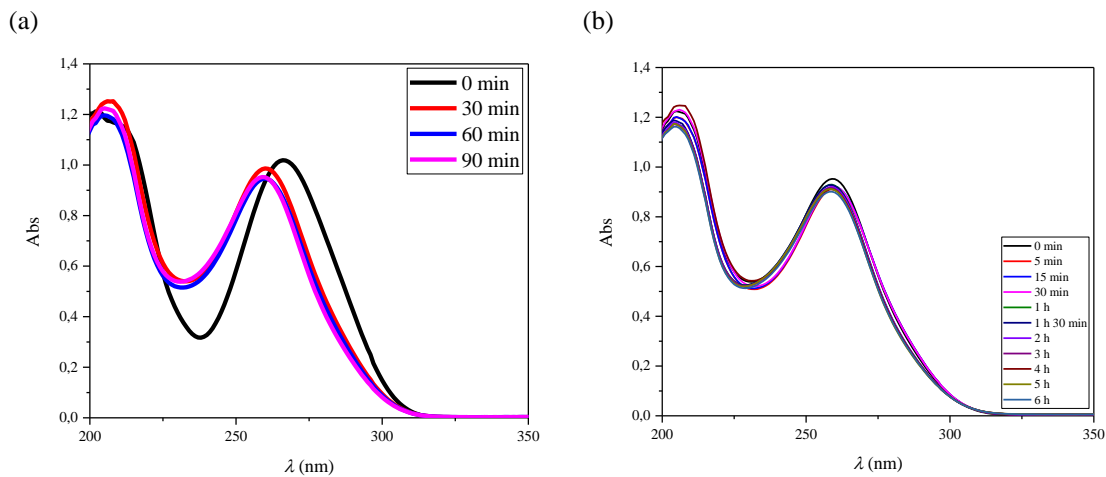 (a)
(b)
1,4
1,2
1,0
0,8
0,6
0,4
0,2
0,0
200
250
300
350
Abs
λ (nm)
0 min
30 min
60 min
90 min
1,4
1,2
1,0
0,8
0,6
0,4
0,2
0,0
200
250
300
350
Abs
λ (nm)
0 min
5 min
15 min
30 min
1 h
1 h 30 min
2 h
3 h
4 h
5 h
6 h